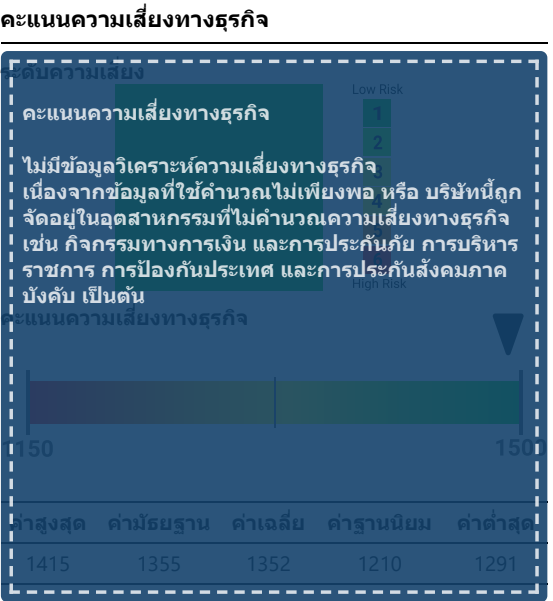 คะแนนความเสี่ยงทางธุรกิจ
ระดับความเสี่ยง
Low Risk
คะแนนความเสี่ยงทางธุรกิจ
1
2
3
ไม่มีข้อมูลวิเคราะห์ความเสี่ยงทางธุรกิจ
เนื่องจากข้อมูลที่ใช้คำนวณไม่เพียงพอ หรือ บริษัทนี้ถูก
4
จัดอยู่ในอุตสาหกรรมที่ไม่คำนวณความเสี่ยงทางธุรกิจ
5
เช่น กิจกรรมทางการเงิน และการประกันภัย การบริหาร
6
ราชการ การป้องกันประเทศ และการประกันสังคมภาค
High Risk
บังคับ เป็นต้น
คะแนนความเสี่ยงทางธุรกิจ
1150 1500
ค่าสูงสุด ค่ามัธยฐาน ค่าเฉลี่ย ค่าฐานนิยม ค่าต่ำสุด
1415 1355 1352 1210 1291